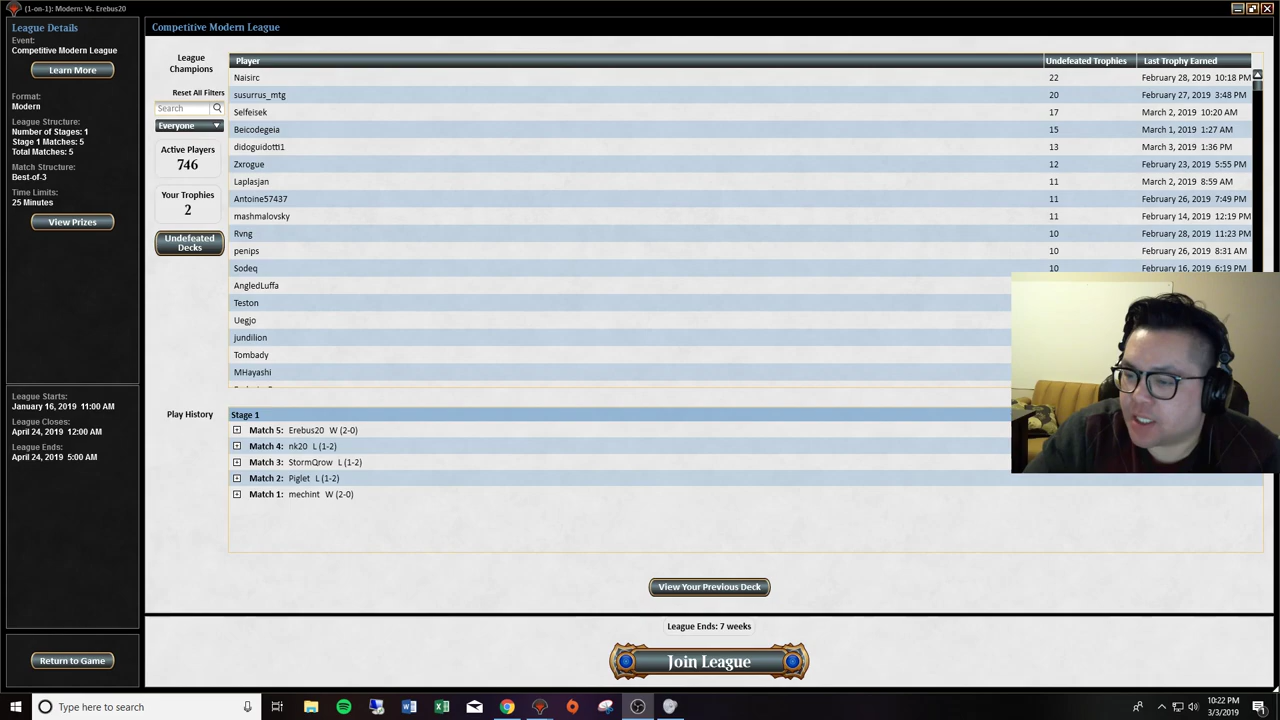 (1-on-1): Modern: Vs. Erebus20
League Details
Event:
Competitive Modern League
Learn More
Format:
Modern
League Structure:
Number of Stages: 1
Stage 1 Matches: 5
Total Matches: 5
Match Structure:
Best-of-3
Time Limits:
25 Minutes
View Prizes
League Starts:
January 16, 2019 11:00 AM
League Closes:
April 24, 2019 12:00 AM
League Ends:
April 24, 2019 5:00 AM
Return to Game
Competitive Modern League
League
Champions
Reset All Filters
Search
Everyone
Active Players
746
Your Trophies
2
Undefeated
Decks
Player Undefeated Trophies Last Trophy Earned
Naisirc 22 February 28, 2019 10:18 PM
susurrus_mtg 20 February 27, 2019 3:48 PM
Selfeisek 17 March 2, 2019 10:20 AM
Beicodegeia 15 March 1, 2019 1:27 AM
didoguidotti1 13 March 3, 2019 1:36 PM
Zxrogue 12 February 23, 2019 5:55 PM
Laplasjan 11 March 2, 2019 8:59 AM
Antoine57437 11 February 26, 2019 7:49 PM
mashmalovsky 11 February 14, 2019 12:19 PM
Rvng 10 February 28, 2019 11:23 PM
penips 10 February 26, 2019 8:31 AM
Sodeq 10 February 16, 2019 6:19 PM
AngledLuffa
Teston
Uegjo
jundilion
Tombady
MHayashi
Play History
Stage 1
Match 5: Erebus20 W (2-0)
Match 4: nk20 L (1-2)
Match 3: StormQrow L (1-2)
Match 2: Piglet L (1-2)
Match 1: mechint W (2-0)
View Your Previous Deck
League Ends: 7 weeks
Join League
Type here to search
10:22 PM
3/3/2019